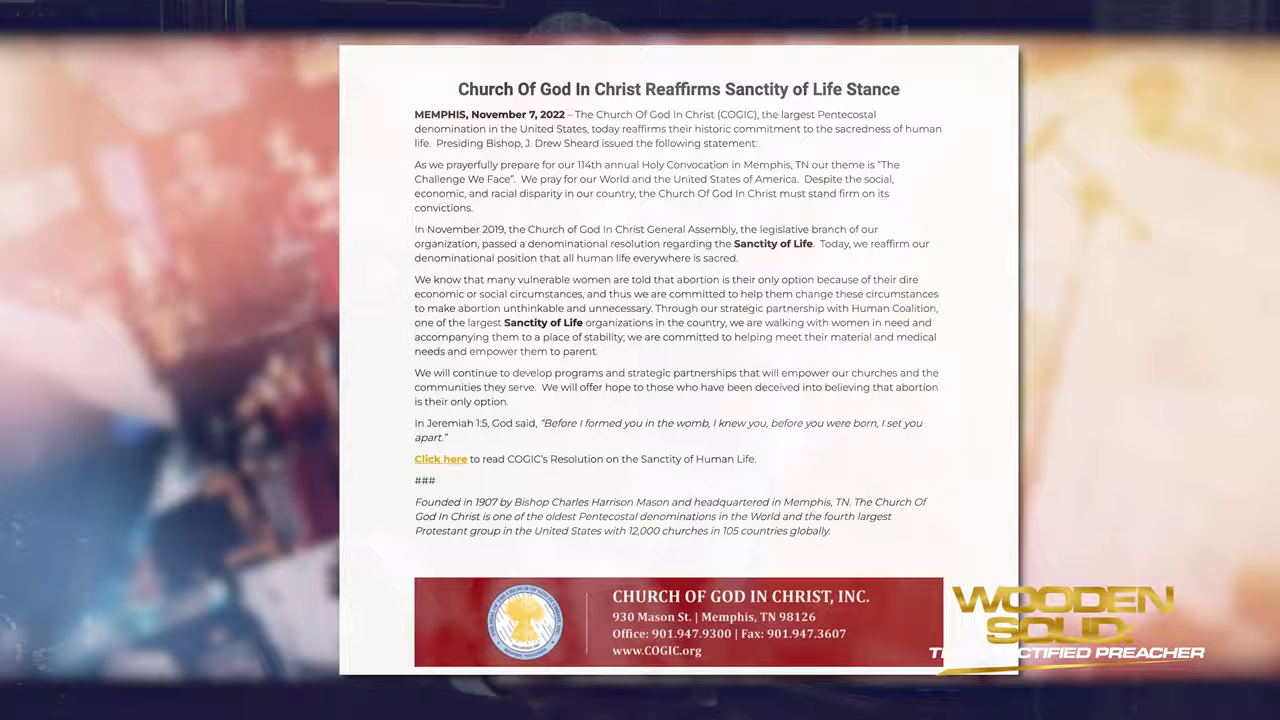 Church Of God In Christ Reaffirms Sanctity of Life Stance
MEMPHIS, November 7, 2022 – The Church Of God In Christ (COGIC), the largest Pentecostal
denomination in the United States, today reaffirms their historic commitment to the sacredness of human
life. Presiding Bishop, J. Drew Sheard issued the following statement:
As we prayerfully prepare for our 114th annual Holy Convocation in Memphis, TN our theme is “The
Challenge We Face”. We pray for our World and the United States of America. Despite the social,
economic, and racial disparity in our country, the Church Of God In Christ must stand firm on its
convictions.
In November 2019, the Church of God In Christ General Assembly, the legislative branch of our
organization, passed a denominational resolution regarding the Sanctity of Life. Today, we reaffirm our
denominational position that all human life everywhere is sacred.
We know that many vulnerable women are told that abortion is their only option because of their dire
economic or social circumstances, and thus we are committed to help them change these circumstances
to make abortion unthinkable and unnecessary. Through our strategic partnership with Human Coalition,
one of the largest Sanctity of Life organizations in the country, we are walking with women in need and
accompanying them to a place of stability; we are committed to helping meet their material and medical
needs and empower them to parent.
We will continue to develop programs and strategic partnerships that will empower our churches and the
communities they serve. We will offer hope to those who have been deceived into believing that abortion
is their only option.
In Jeremiah 1:5, God said, “Before I formed you in the womb, I knew you, before you were born, I set you
apart.”
Click here to read COGIC’s Resolution on the Sanctity of Human Life.
###
Founded in 1907 by Bishop Charles Harrison Mason and headquartered in Memphis, TN. The Church Of
God In Christ is one of the oldest Pentecostal denominations in the World and the fourth largest
Protestant group in the United States with 12,000 churches in 105 countries globally.
CHURCH OF GOD IN CHRIST, INC.
930 Mason St. | Memphis, TN 98126
Office: 901.947.9300 | Fax: 901.947.3607
www.COGIC.org
WOODEN
SOLID:
PREACHER